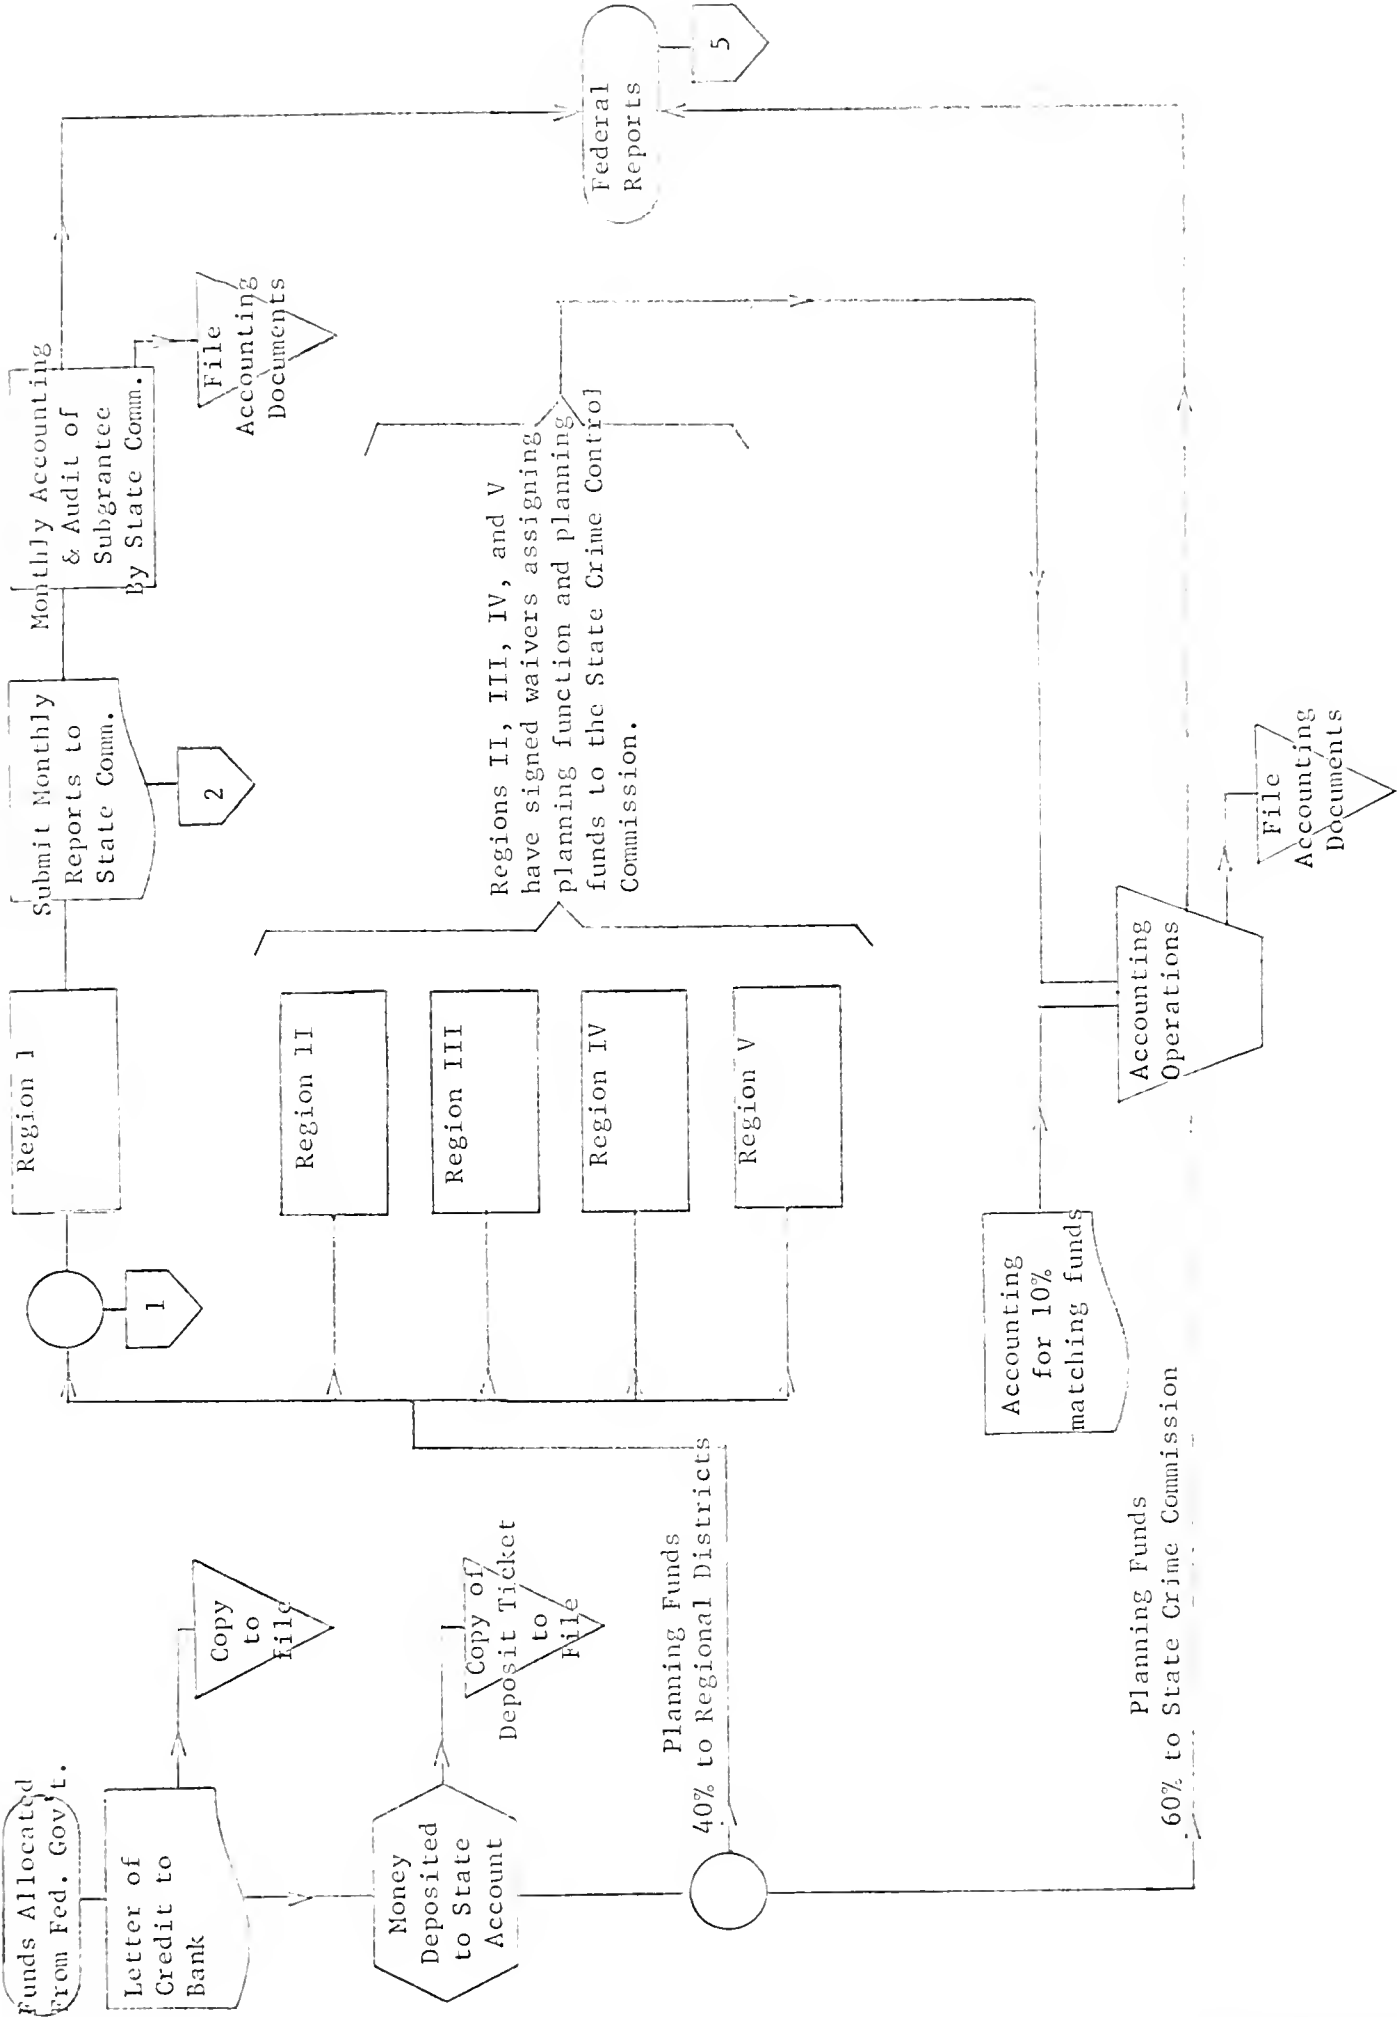 Funds Allocated
From Fed. Gov't.
Letter of
Credit to
Bank
Copy
to
File
Money
Deposited
to State
Account
Copy of
Deposit Ticket
to
File
Planning Funds
40% to Regional Districts
Planning Funds
60% to State Crime Commission
1
Region I
Region II
Region III
Region IV
Region V
Submit Monthly
Reports to
State Comm.
2
Monthly Accounting
& Audit of
Subgrantee
By State Comm.
File
Accounting
Documents
Regions II, III, IV, and V
have signed waivers assigning
planning function and planning
funds to the State Crime Control
Commission.
Accounting
for 10%
matching funds
Accounting
Operations
File
Accounting
Documents
Federal
Reports
5